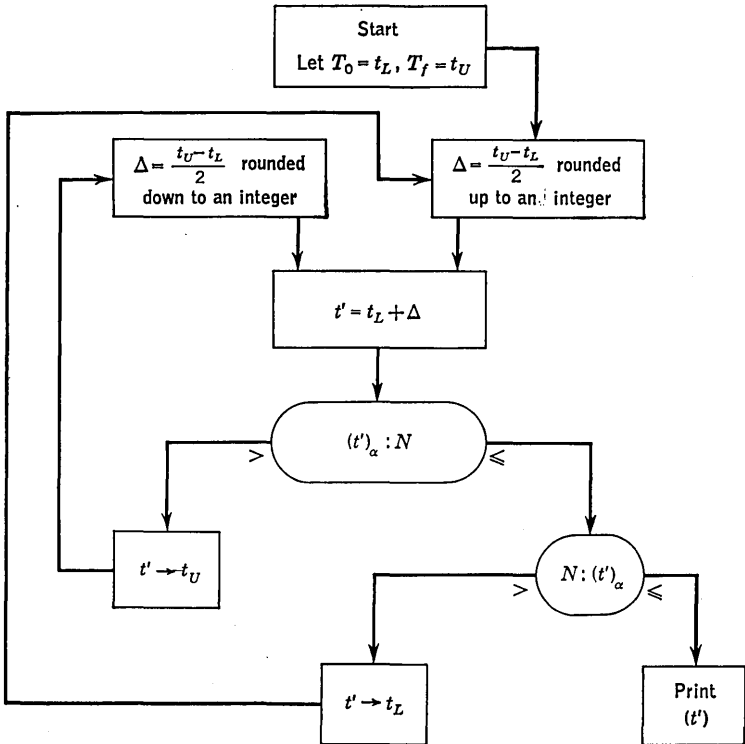 Start
Let T₀ = t_L, T_f = t_U
Δ = (t_U − t_L)/2 rounded
down to an integer
Δ = (t_U − t_L)/2 rounded
up to an integer
t' = t_L + Δ
(t')_α : N
> ⩽
t' → t_U
N : (t')_α
> ⩽
t' → t_L
Print
(t')